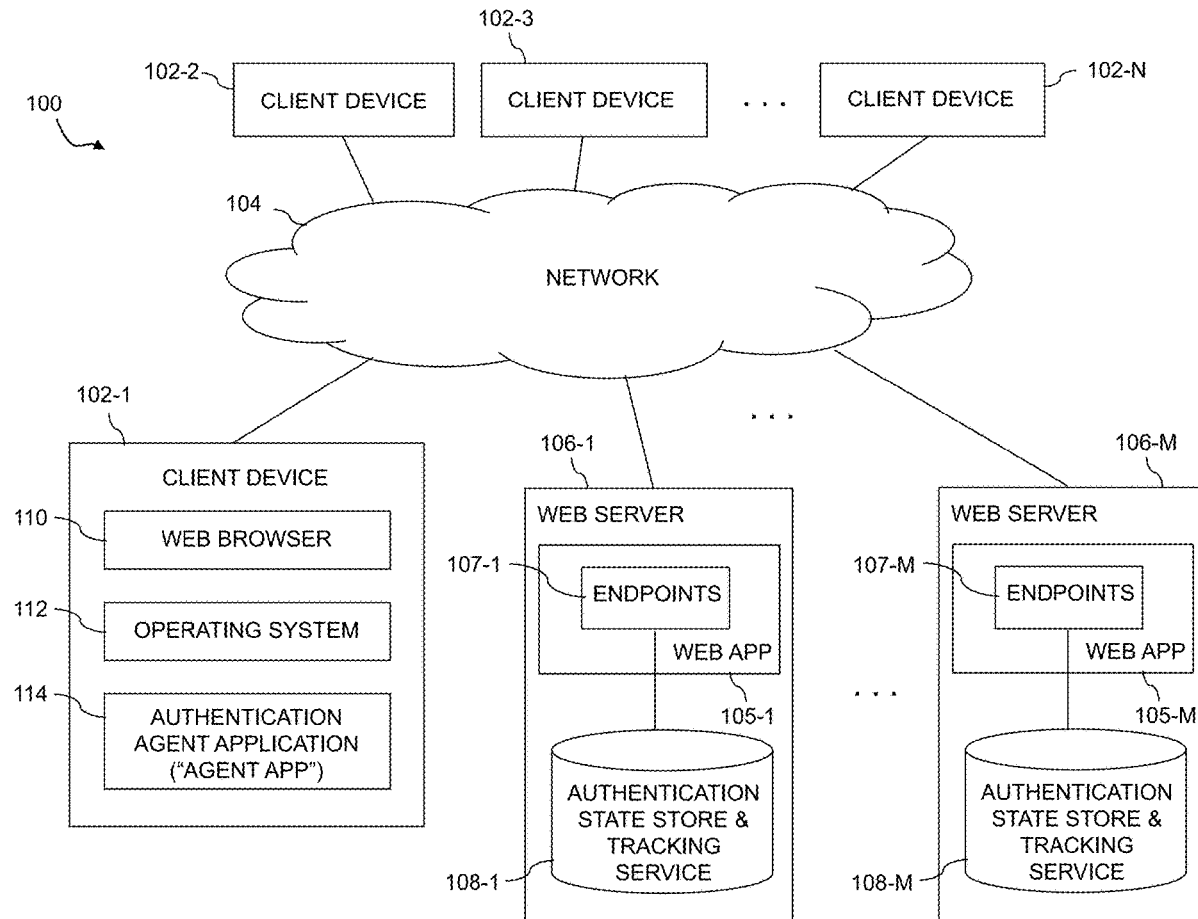 102-3
102-2
102-N
CLIENT DEVICE
CLIENT DEVICE
. . .
CLIENT DEVICE
100
104
NETWORK
102-1
. . .
106-1
106-M
CLIENT DEVICE
WEB SERVER
WEB SERVER
110
WEB BROWSER
107-1
ENDPOINTS
107-M
ENDPOINTS
112
OPERATING SYSTEM
WEB APP
WEB APP
114
AUTHENTICATION
AGENT APPLICATION
("AGENT APP")
. . .
105-1
105-M
AUTHENTICATION
STATE STORE &
TRACKING
SERVICE
AUTHENTICATION
STATE STORE &
TRACKING
SERVICE
108-1
108-M